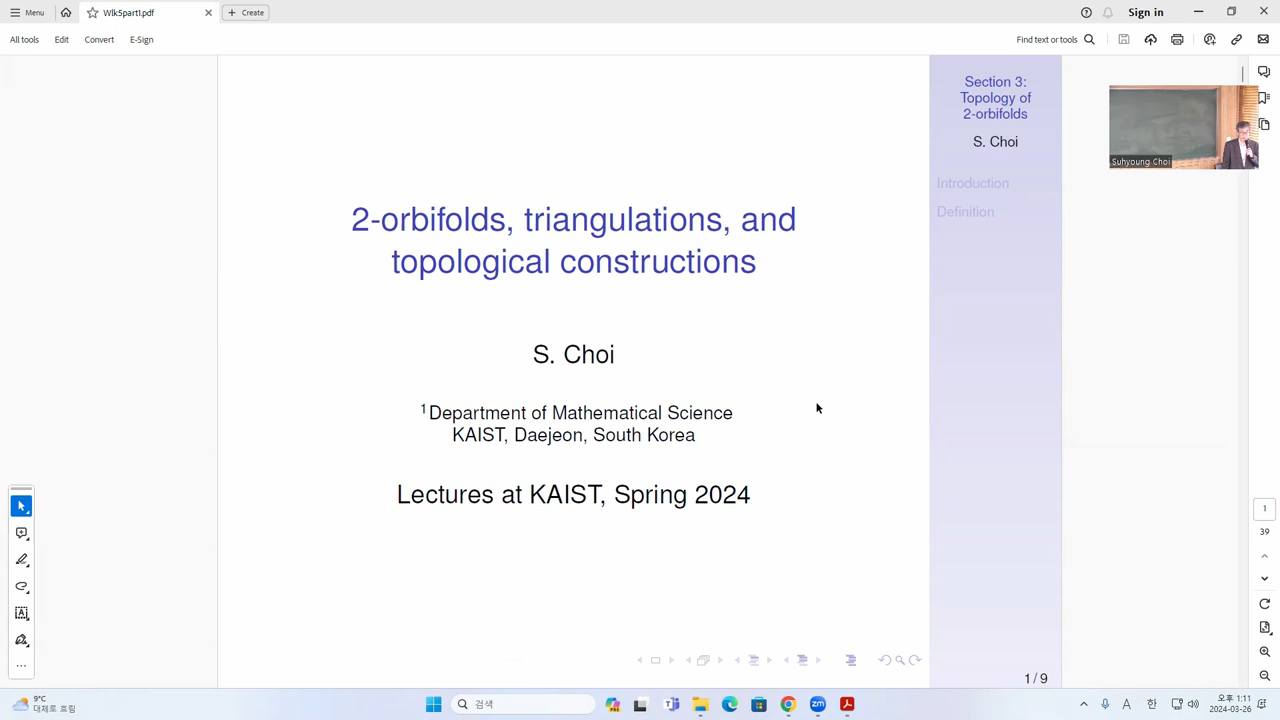 Menu
Wlk5part1.pdf
Create
Sign in
All tools
Edit
Convert
E-Sign
Find text or tools
Section 3:
Topology of
2-orbifolds
S. Choi
Introduction
Definition
Suhyoung Choi
2-orbifolds, triangulations, and
topological constructions
S. Choi
1Department of Mathematical Science
KAIST, Daejeon, South Korea
Lectures at KAIST, Spring 2024
1 / 9
1
39
9°C
대체로 흐림
검색
zm
A
한
오후 1:11
2024-03-26